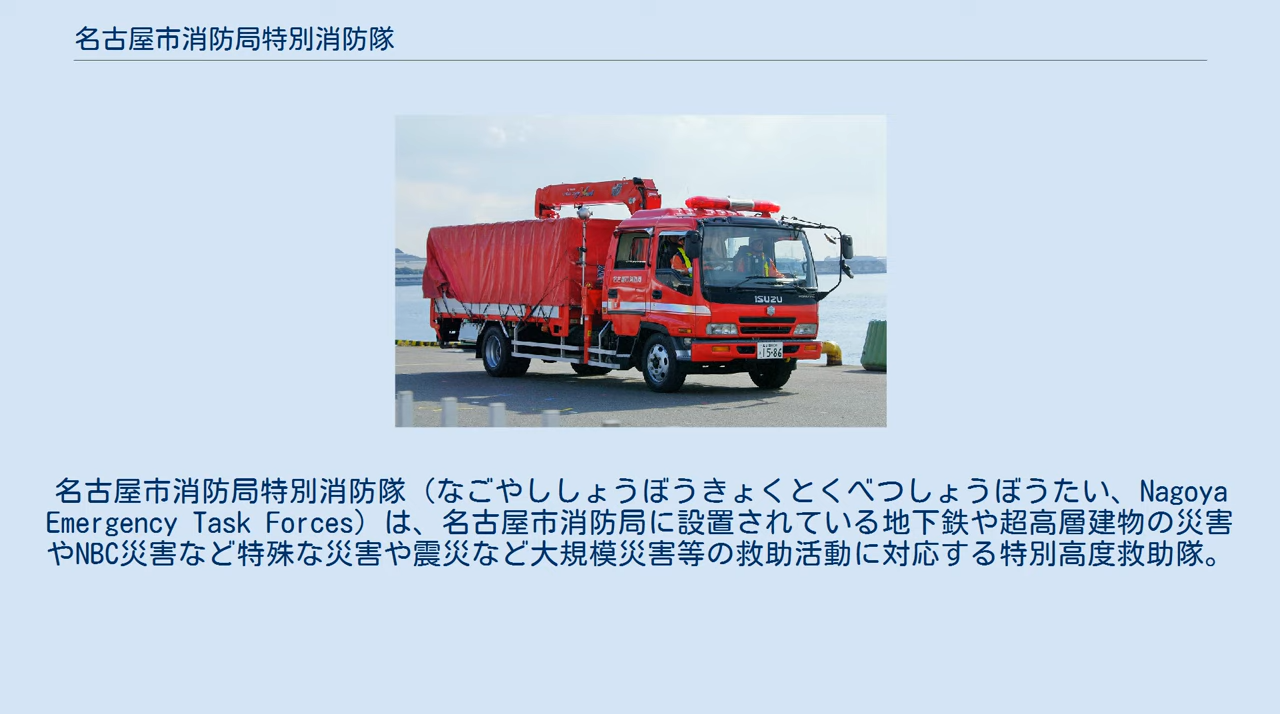 名古屋市消防局特別消防隊
ISUZU
15-86
名古屋市消防局特別消防隊（なごやししょうぼうきょくとくべつしょうぼうたい、Nagoya
Emergency Task Forces）は、名古屋市消防局に設置されている地下鉄や超高層建物の災害
やNBC災害など特殊な災害や震災など大規模災害等の救助活動に対応する特別高度救助隊。